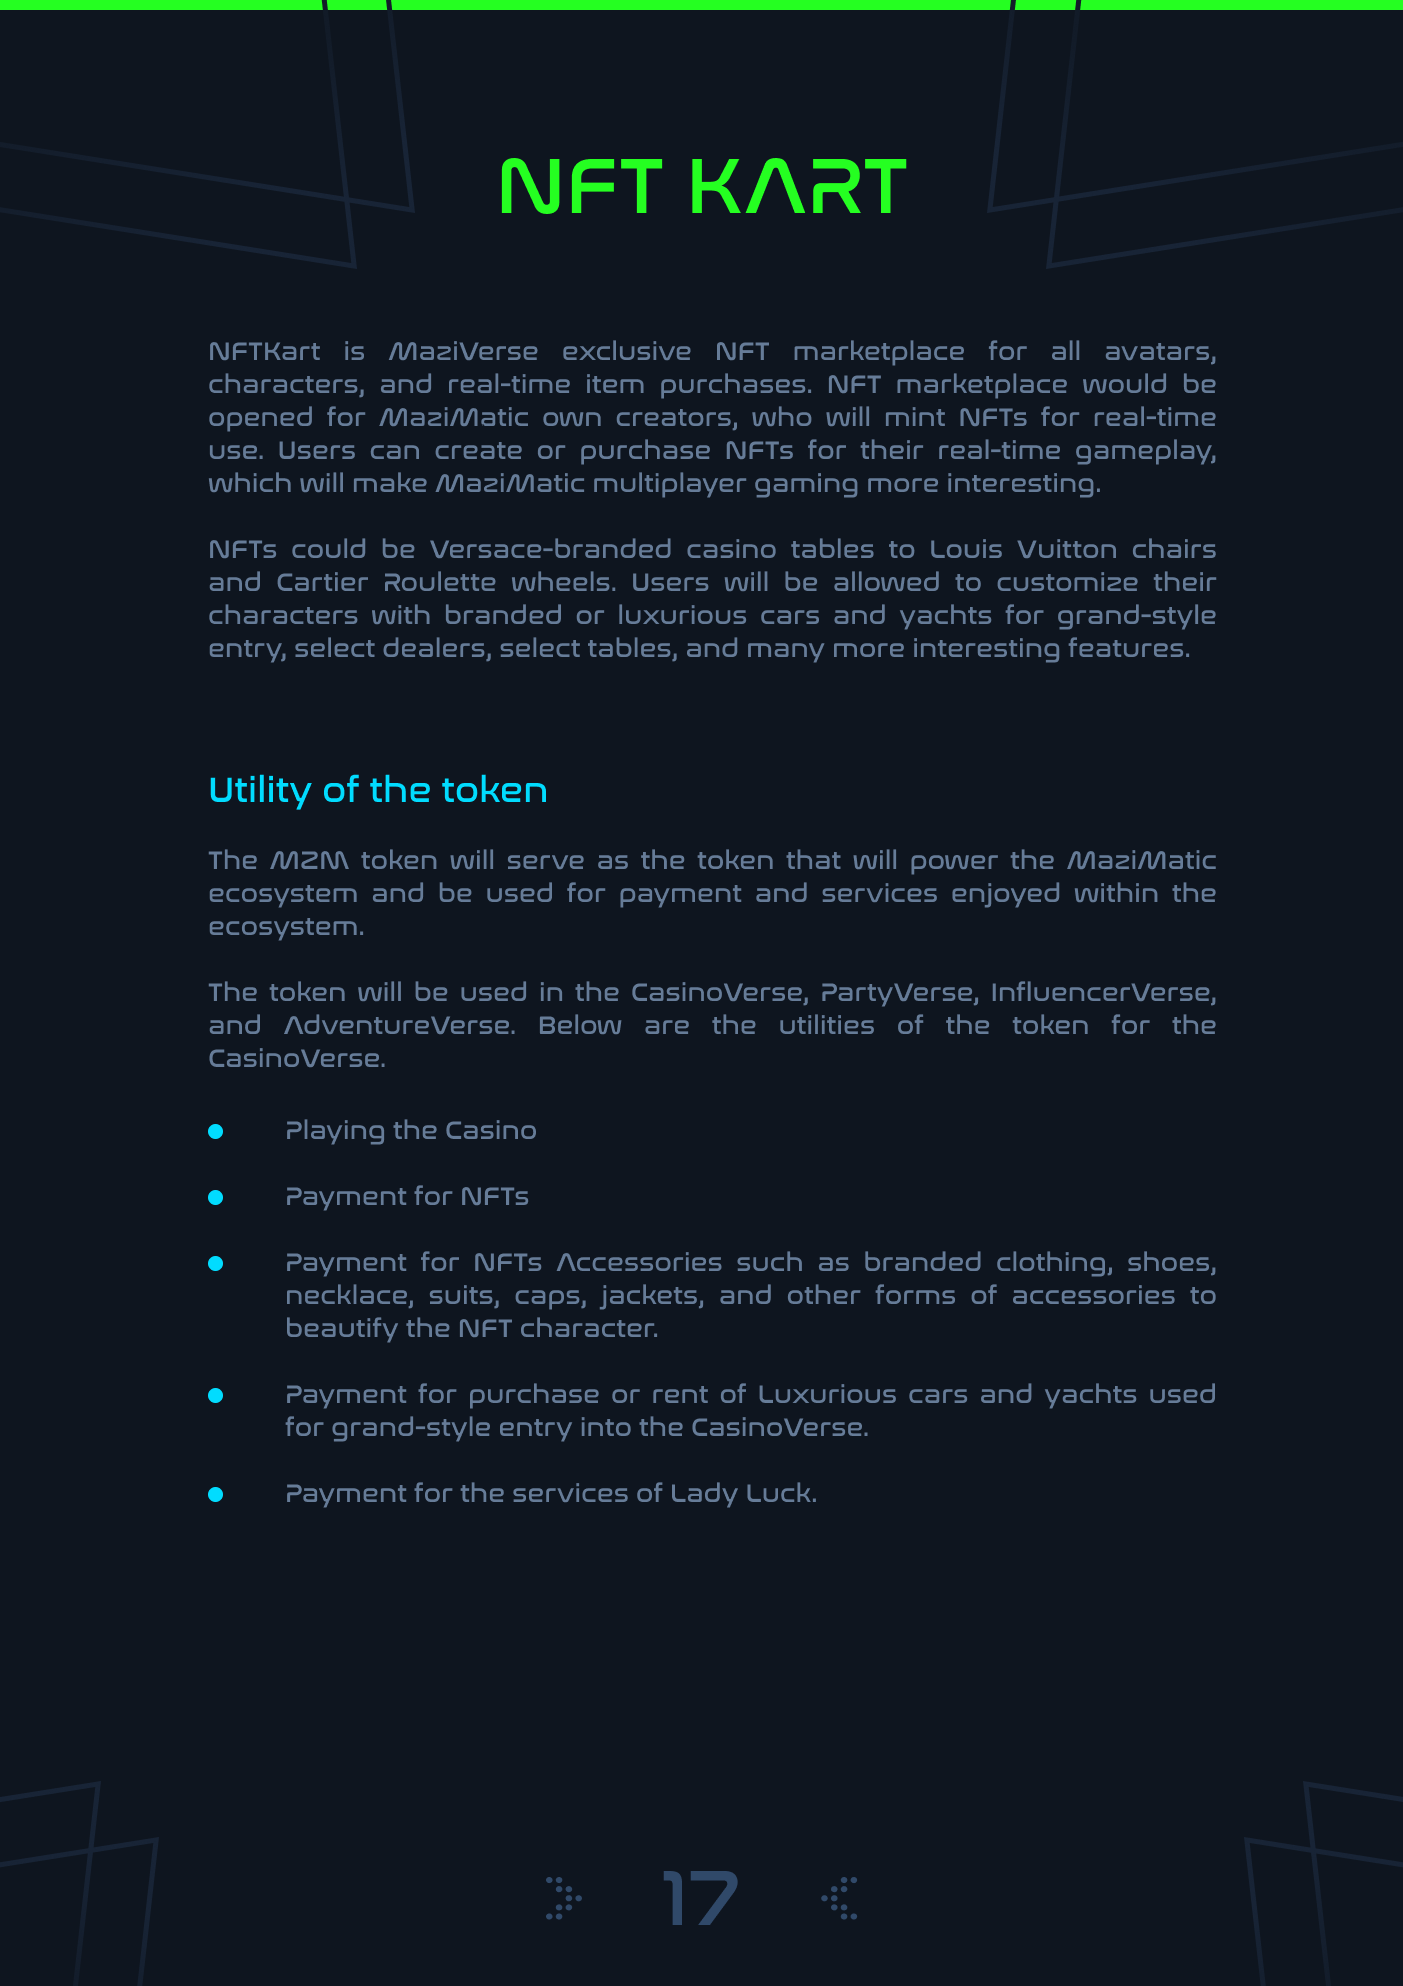 NFT KART
NFTKart is MaziVerse exclusive NFT marketplace for all avatars,
characters, and real-time item purchases. NFT marketplace would be
opened for MaziMatic own creators, who will mint NFTs for real-time
use. Users can create or purchase NFTs for their real-time gameplay,
which will make MaziMatic multiplayer gaming more interesting.
NFTs could be Versace-branded casino tables to Louis Vuitton chairs
and Cartier Roulette wheels. Users will be allowed to customize their
characters with branded or luxurious cars and yachts for grand-style
entry, select dealers, select tables, and many more interesting features.
Utility of the token
The MZM token will serve as the token that will power the MaziMatic
ecosystem and be used for payment and services enjoyed within the
ecosystem.
The token will be used in the CasinoVerse, PartyVerse, InfluencerVerse,
and AdventureVerse. Below are the utilities of the token for the
CasinoVerse.
● Playing the Casino
● Payment for NFTs
● Payment for NFTs Accessories such as branded clothing, shoes,
necklace, suits, caps, jackets, and other forms of accessories to
beautify the NFT character.
● Payment for purchase or rent of Luxurious cars and yachts used
for grand-style entry into the CasinoVerse.
● Payment for the services of Lady Luck.
17